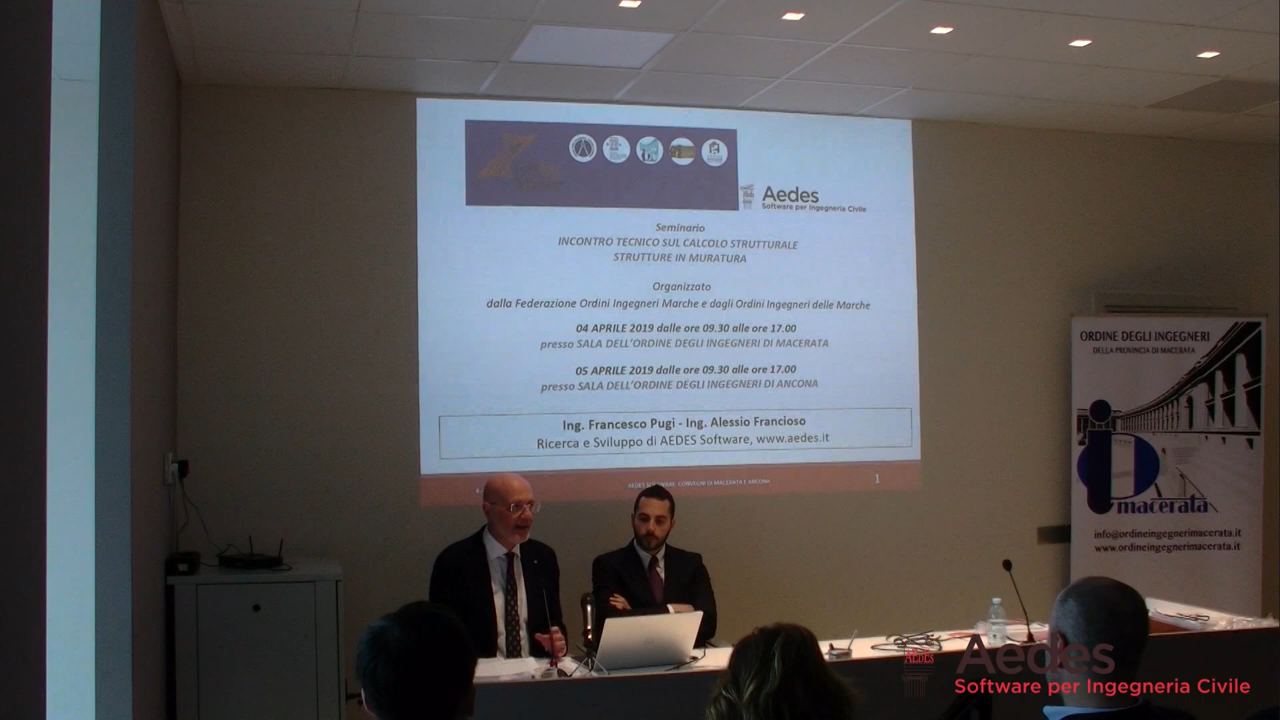 Aedes
Software per Ingegneria Civile
Seminario
INCONTRO TECNICO SUL CALCOLO STRUTTURALE
STRUTTURE IN MURATURA
Organizzato
dalla Federazione Ordini Ingegneri Marche e dagli Ordini Ingegneri delle Marche
04 APRILE 2019 dalle ore 09.30 alle ore 17.00
presso SALA DELL'ORDINE DEGLI INGEGNERI DI MACERATA
05 APRILE 2019 dalle ore 09.30 alle ore 17.00
presso SALA DELL'ORDINE DEGLI INGEGNERI DI ANCONA
Ing. Francesco Pugi - Ing. Alessio Francioso
Ricerca e Sviluppo di AEDES Software, www.aedes.it
CONVEGNI DI MACERATA E ANCONA
1
ORDINE DEGLI INGEGNERI
DELLA PROVINCIA DI MACERATA
macerata
info@ordineingegnerimacerata.it
www.ordineingegnerimacerata.it
AEDES
Aedes
Software per Ingegneria Civile